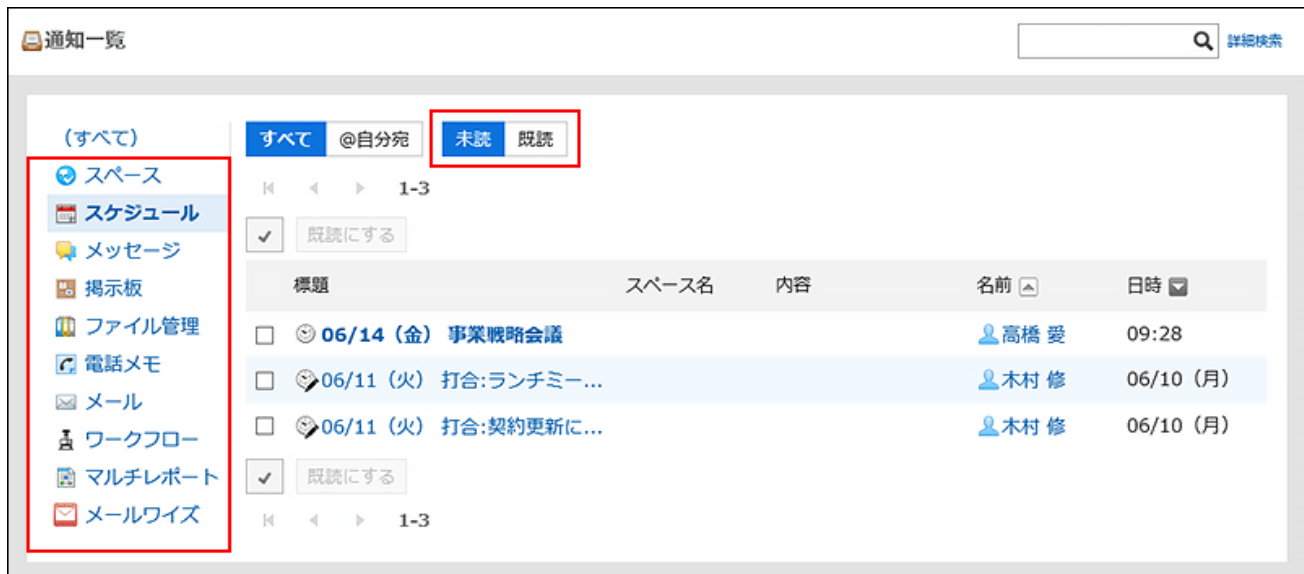 通知一覧
詳細検索
(すべて)
スペース
スケジュール
メッセージ
掲示板
ファイル管理
電話メモ
メール
ワークフロー
マルチレポート
メールワイズ
すべて @自分宛 未読 既読
1-3
既読にする
標題 スペース名 内容 名前 日時
06/14（金） 事業戦略会議 高橋 愛 09:28
06/11（火） 打合:ランチミー... 木村 修 06/10（月）
06/11（火） 打合:契約更新に... 木村 修 06/10（月）
既読にする
1-3